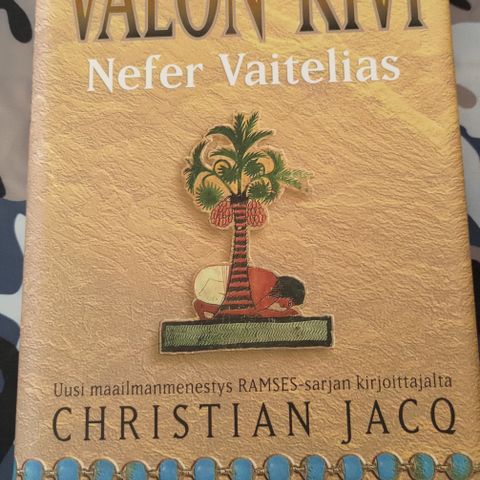 VALON KIVI
Nefer Vaitelias
Uusi maailmanmenestys RAMSES-sarjan kirjoittajalta
CHRISTIAN JACQ